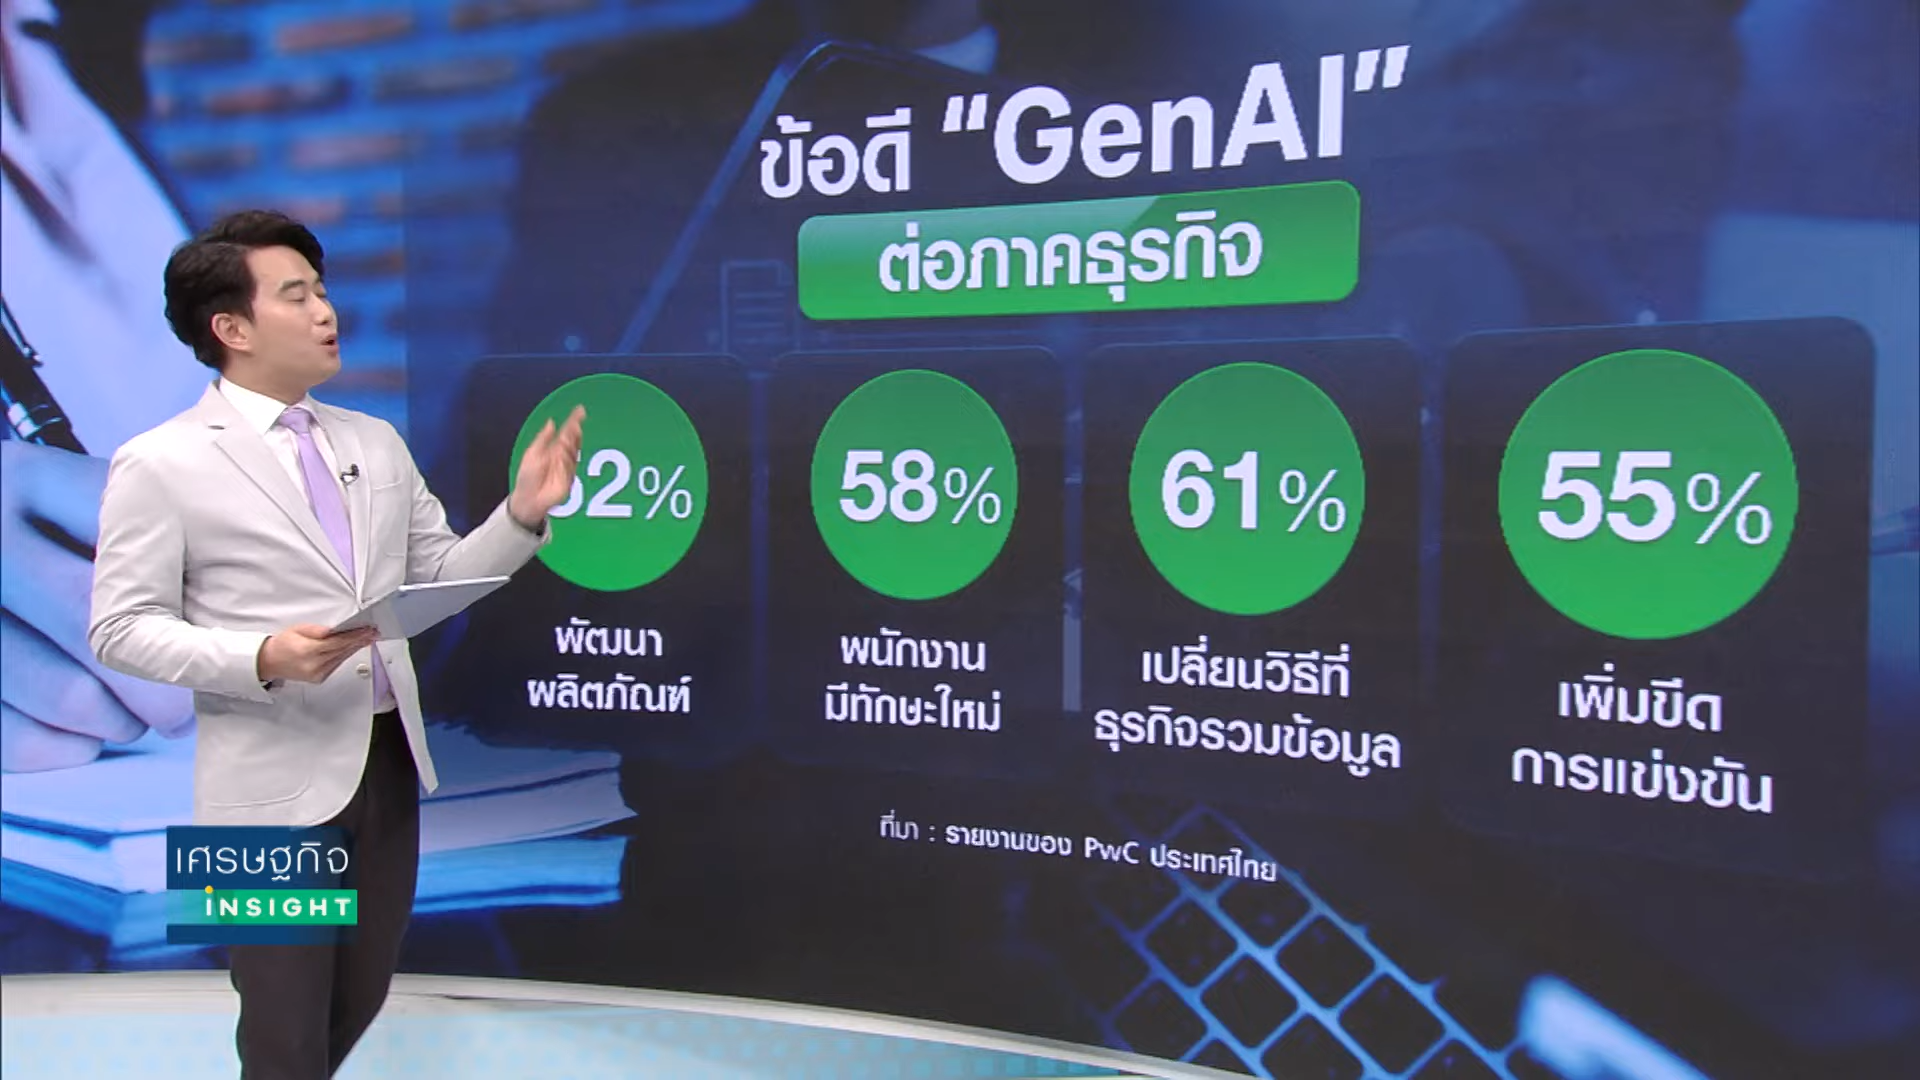 ข้อดี “GenAI”
ต่อภาคธุรกิจ
58%
61%
55%
พัฒนา
ผลิตภัณฑ์
พนักงาน
มีทักษะใหม่
เปลี่ยนวิธีที่
ธุรกิจรวมข้อมูล
เพิ่มขีด
การแข่งขัน
ที่มา : รายงานของ PwC ประเทศไทย
เศรษฐกิจ
INSIGHT